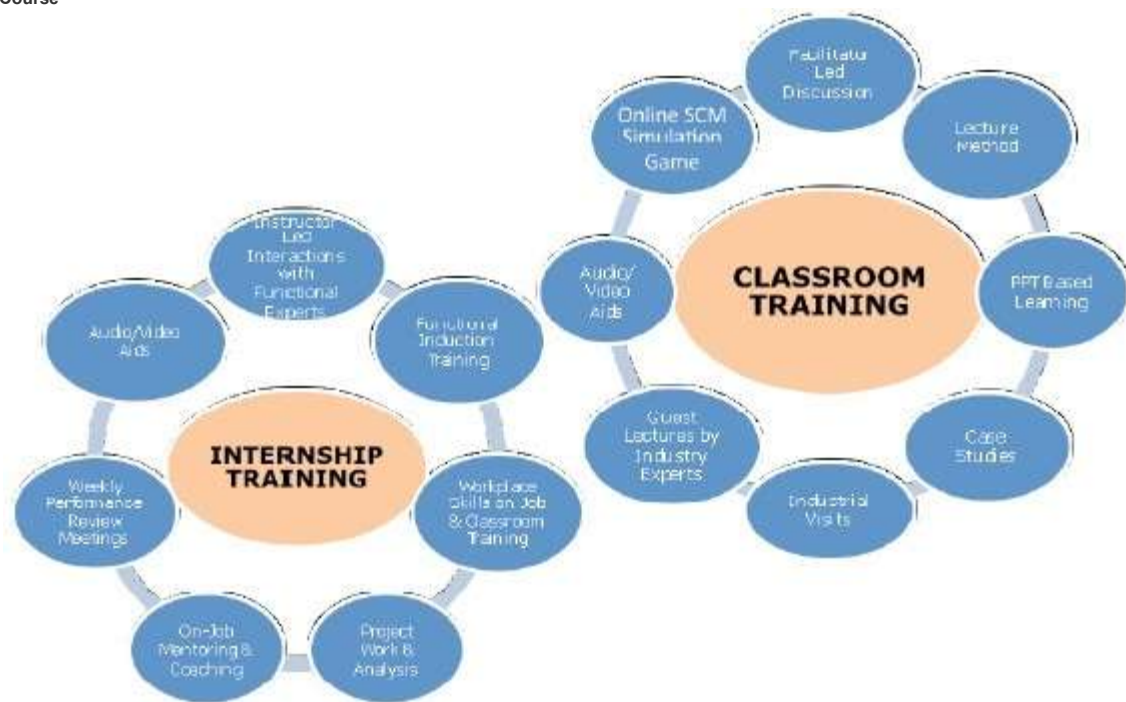 Course
Facilitator
Led
Discussion
Lecture
Method
PPT Based
Learning
Case
Studies
Industrial
Visits
Guest
Lectures by
Industry
Experts
Audio/
Video
Aids
Online SCM
Simulation
Game
CLASSROOM
TRAINING
Instructor
Led
Interactions
with
Functional
Experts
Functional
Induction
Training
Workplace
Skills on Job
& Classroom
Training
Project
Work &
Analysis
On-Job
Mentoring &
Coaching
Weekly
Performance
Review
Meetings
Audio/Video
Aids
INTERNSHIP
TRAINING